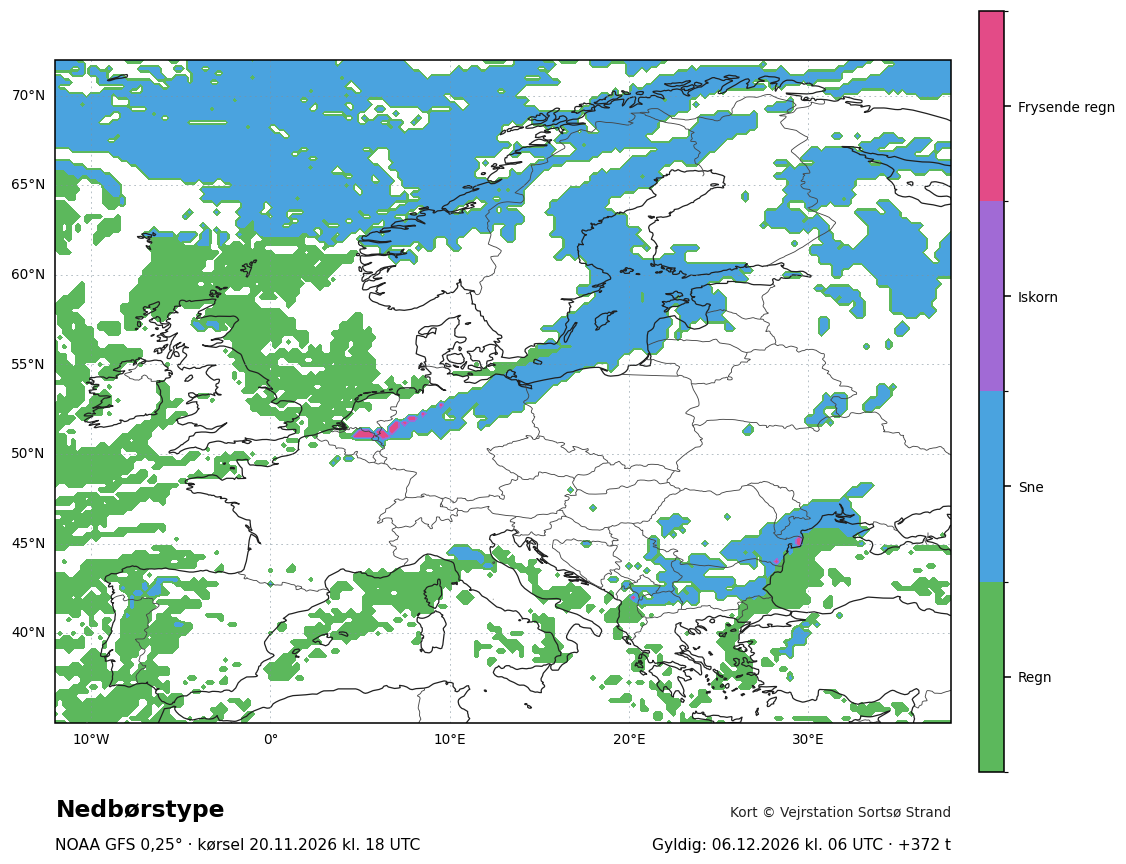 70°N
65°N
60°N
55°N
50°N
45°N
40°N
10°W
0°
10°E
20°E
30°E
Frysende regn
Iskorn
Sne
Regn
Nedbørstype
Kort © Vejrstation Sortsø Strand
NOAA GFS 0,25° · kørsel 20.11.2026 kl. 18 UTC
Gyldig: 06.12.2026 kl. 06 UTC · +372 t